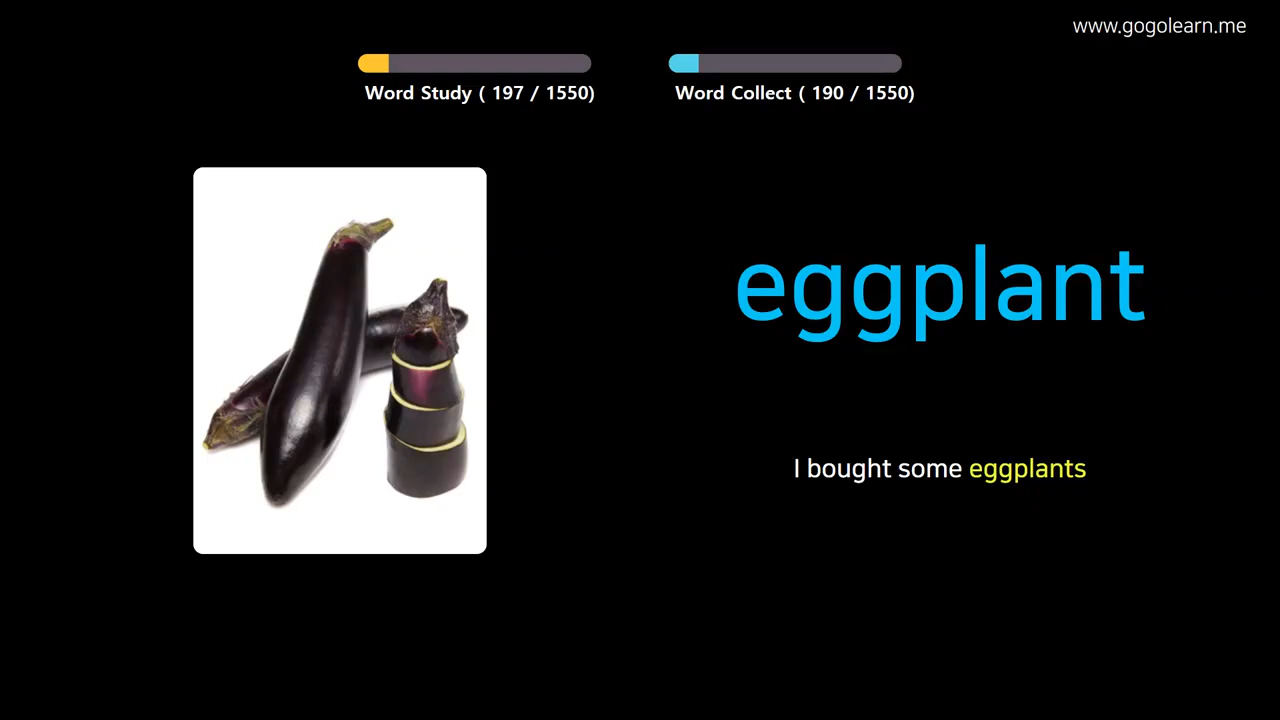 www.gogolearn.me
Word Study ( 197 / 1550)
Word Collect ( 190 / 1550)
eggplant
I bought some eggplants